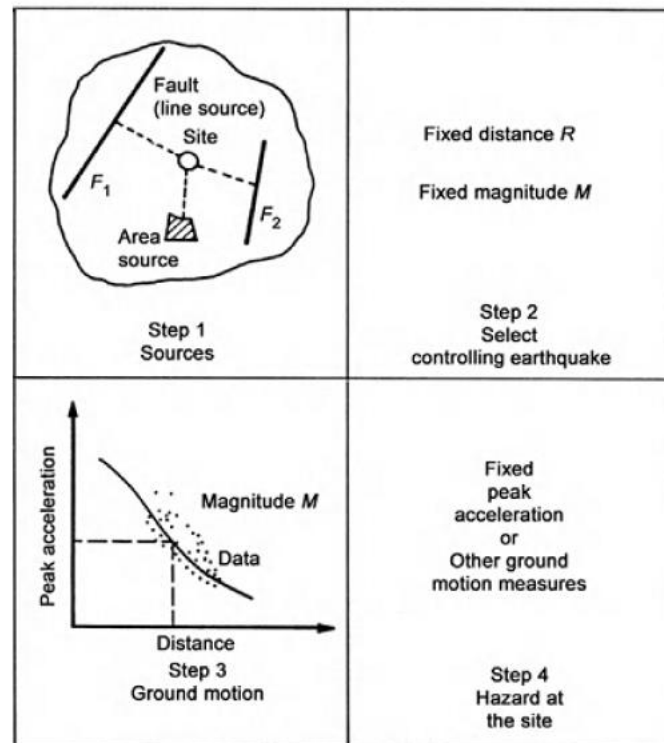 Fault
(line source)
Site
F1
F2
Area
source
Step 1
Sources
Fixed distance R
Fixed magnitude M
Step 2
Select
controlling earthquake
Peak acceleration
Magnitude M
Data
Distance
Step 3
Ground motion
Fixed
peak
acceleration
or
Other ground
motion measures
Step 4
Hazard at
the site